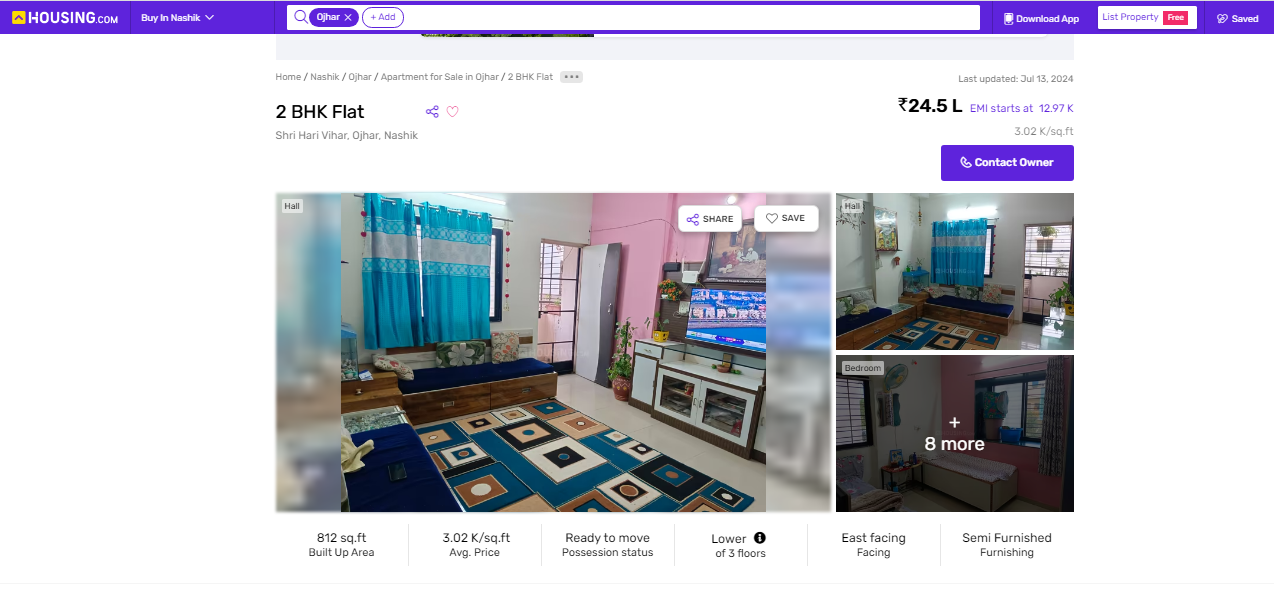 HOUSING.COM
Buy In Nashik
Ojhar
+ Add
Download App
List Property Free
Saved
Home / Nashik / Ojhar / Apartment for Sale in Ojhar / 2 BHK Flat
Last updated: Jul 13, 2024
2 BHK Flat
₹24.5 L EMI starts at 12.97 K
Shri Hari Vihar, Ojhar, Nashik
3.02 K/sq.ft
Contact Owner
Hall
SHARE
SAVE
Hall
HOUSING.COM
Bedroom
+
8 more
812 sq.ft
Built Up Area
3.02 K/sq.ft
Avg. Price
Ready to move
Possession status
Lower
of 3 floors
East facing
Facing
Semi Furnished
Furnishing